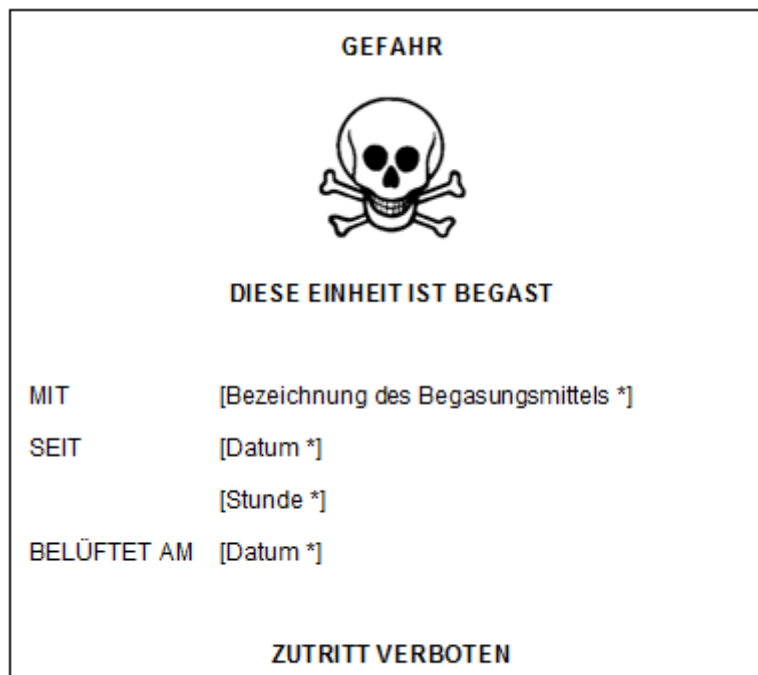 GEFAHR
DIESE EINHEIT IST BEGAST
MIT [Bezeichnung des Begasungsmittels *]
SEIT [Datum *]
[Stunde *]
BELÜFTET AM [Datum *]
ZUTRITT VERBOTEN